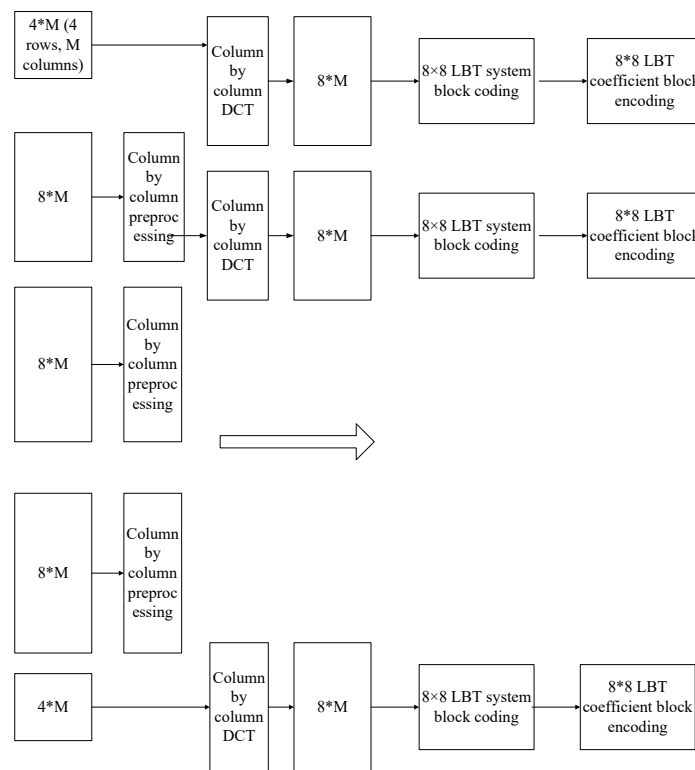 4*M (4
rows, M
columns)
Column
by
column
DCT
8*M
8×8 LBT system
block coding
8*8 LBT
coefficient block
encoding
8*M
Column
by
column
preproc
essing
Column
by
column
DCT
8*M
8×8 LBT system
block coding
8*8 LBT
coefficient block
encoding
8*M
Column
by
column
preproc
essing
8*M
Column
by
column
preproc
essing
4*M
Column
by
column
DCT
8*M
8×8 LBT system
block coding
8*8 LBT
coefficient block
encoding